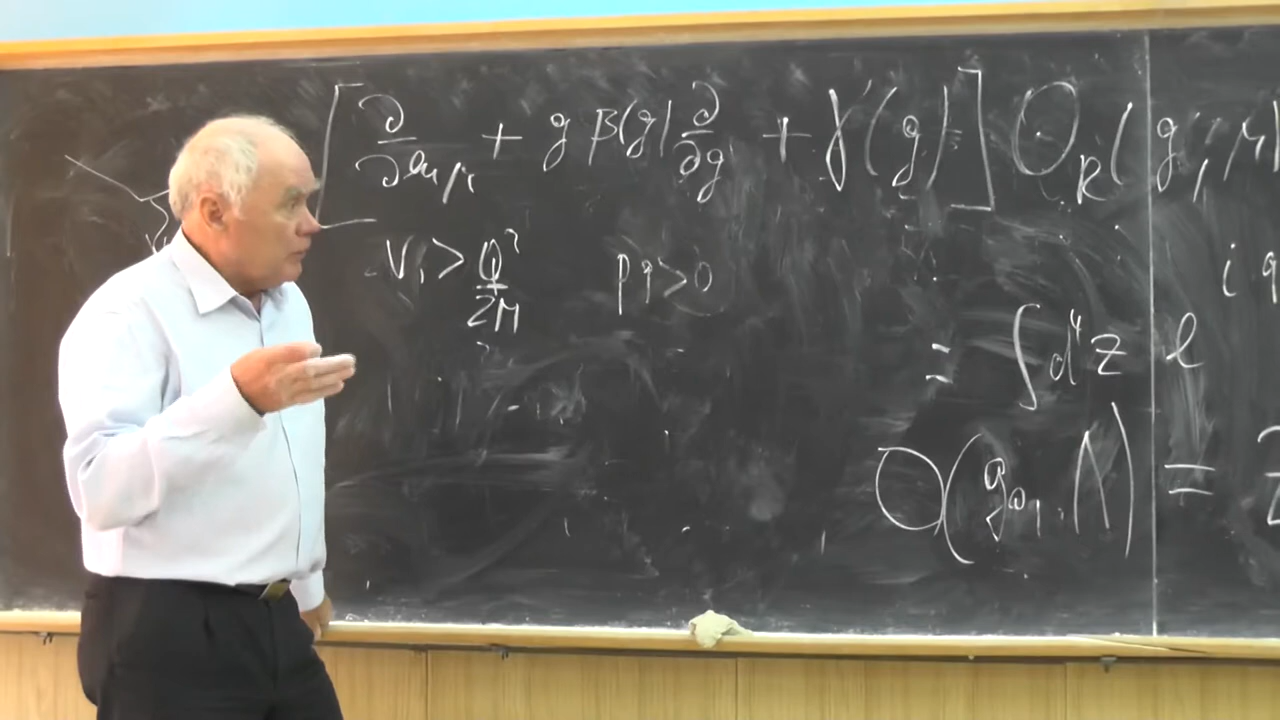 [∂/∂ln μ + g β(g) ∂/∂g + γ(g)] O_R(g, μ
ν, > Q²/2M pq > 0 i q
= ∫ d⁴z e
O(g₀, Λ) = Z